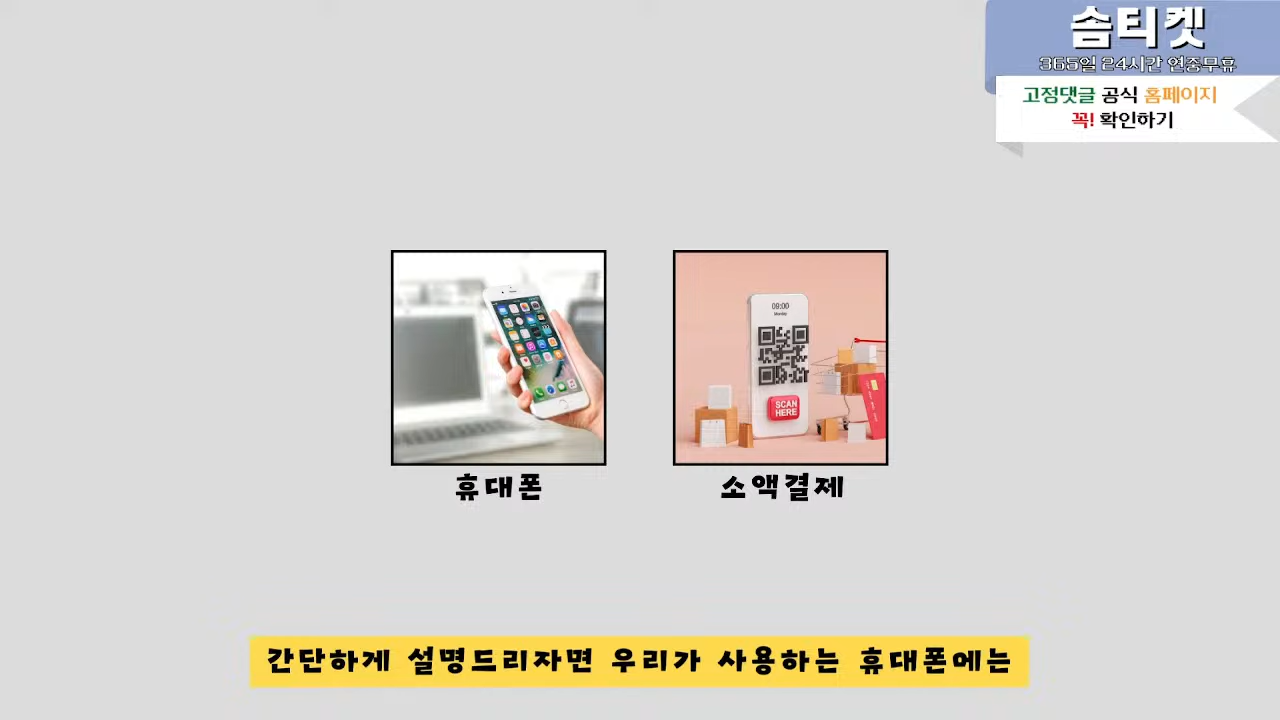 솜티켓
365일 24시간 연중무휴
고정댓글 공식 홈페이지
꼭! 확인하기
09:00
Monday
SCAN
HERE
휴대폰
소액결제
간단하게 설명드리자면 우리가 사용하는 휴대폰에는